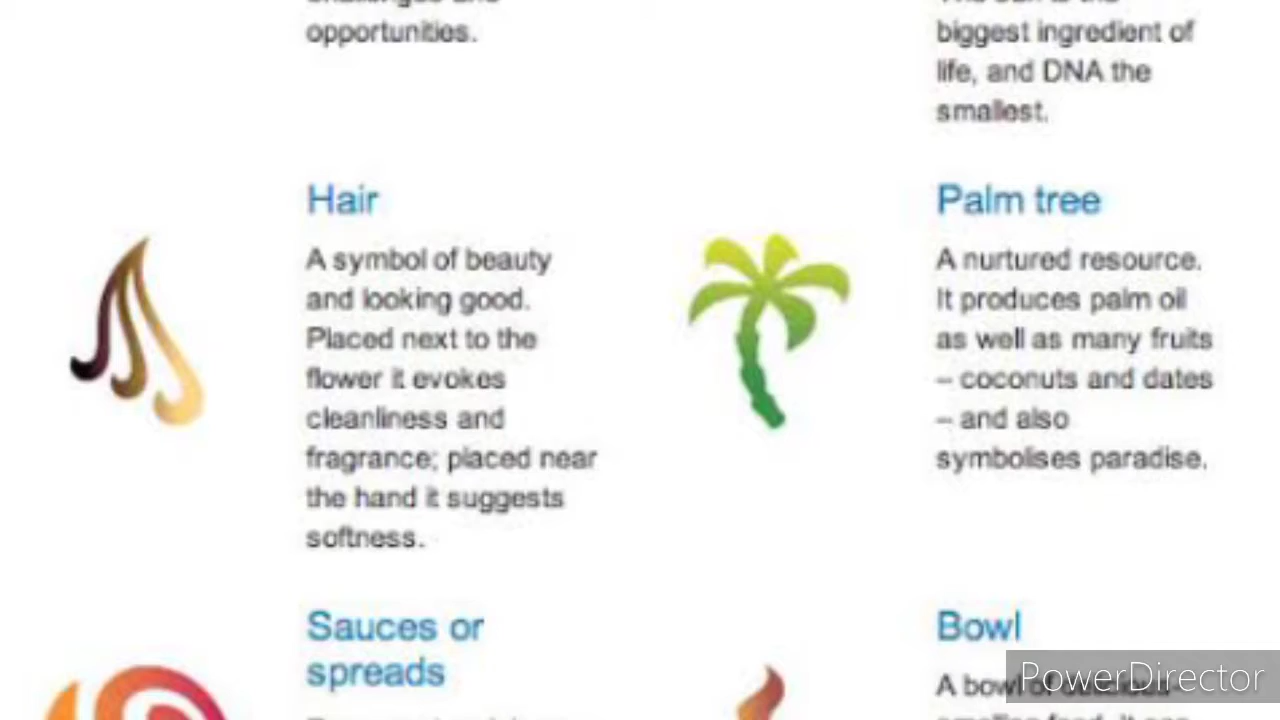 opportunities.
biggest ingredient of
life, and DNA the
smallest.
Hair
A symbol of beauty
and looking good.
Placed next to the
flower it evokes
cleanliness and
fragrance; placed near
the hand it suggests
softness.
Palm tree
A nurtured resource.
It produces palm oil
as well as many fruits
– coconuts and dates
– and also
symbolises paradise.
Sauces or
spreads
Bowl
A bowl of
PowerDirector